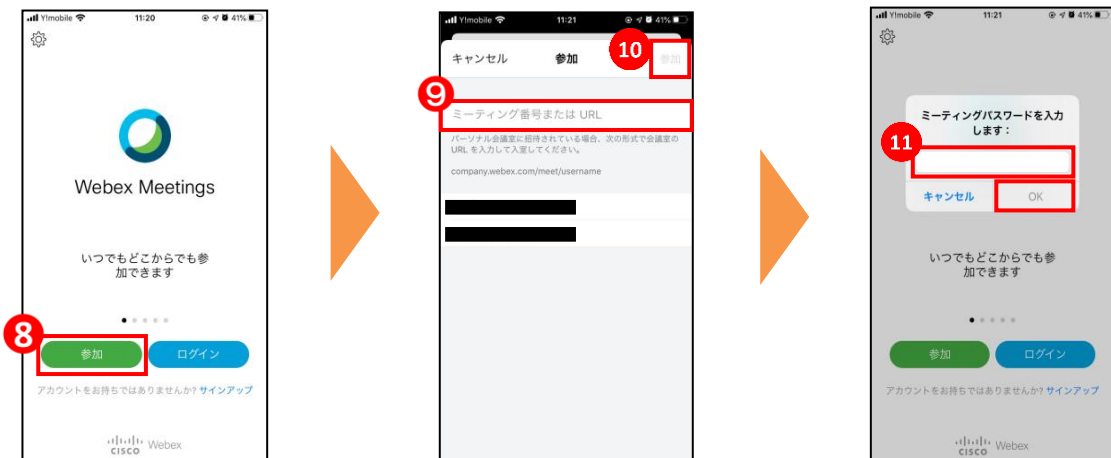 Y!mobile 11:20 41%
Webex Meetings
いつでもどこからでも参
加できます
8
参加 ログイン
アカウントをお持ちではありませんか? サインアップ
CISCO Webex
Y!mobile 11:21 41%
キャンセル 参加 10 参加
9
ミーティング番号または URL
パーソナル会議室に招待されている場合、次の形式で会議室の
URL を入力して入室してください。
company.webex.com/meet/username
Y!mobile 11:21 41%
ミーティングパスワードを入力
します:
11
キャンセル OK
いつでもどこからでも参
加できます
参加 ログイン
アカウントをお持ちではありませんか? サインアップ
CISCO Webex